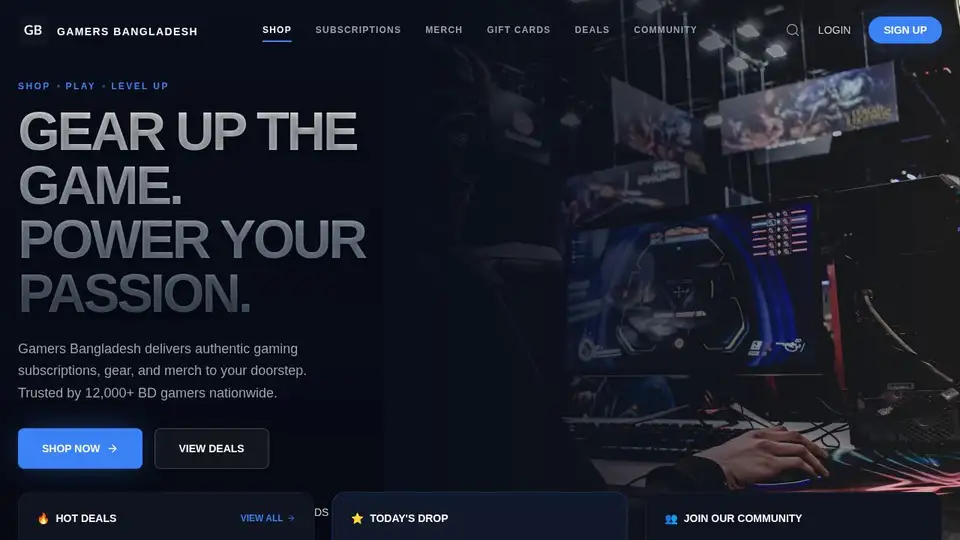 GB GAMERS BANGLADESH SHOP SUBSCRIPTIONS MERCH GIFT CARDS DEALS COMMUNITY LOGIN SIGN UP
SHOP • PLAY • LEVEL UP
GEAR UP THE
GAME.
POWER YOUR
PASSION.
Gamers Bangladesh delivers authentic gaming
subscriptions, gear, and merch to your doorstep.
Trusted by 12,000+ BD gamers nationwide.
SHOP NOW → VIEW DEALS
🔥 HOT DEALS VIEW ALL → DS ⭐ TODAY'S DROP 👥 JOIN OUR COMMUNITY